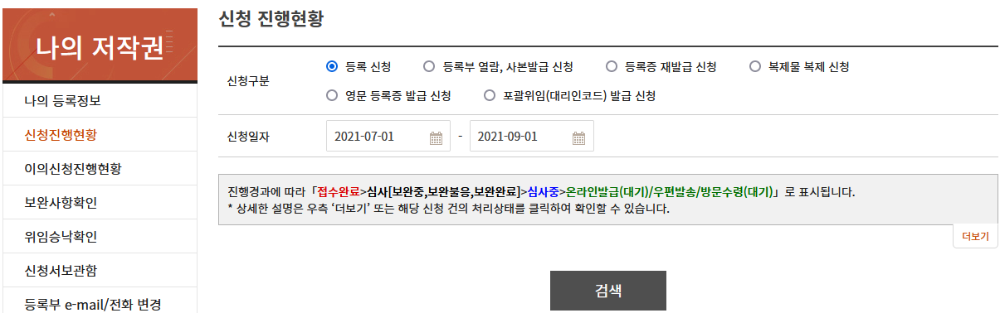 나의 저작권
나의 등록정보
신청진행현황
이의신청진행현황
보완사항확인
위임승낙확인
신청서보관함
등록부 e-mail/전화 변경
신청 진행현황
신청구분
등록 신청 등록부 열람, 사본발급 신청 등록증 재발급 신청 복제물 복제 신청
영문 등록증 발급 신청 포괄위임(대리인코드) 발급 신청
신청일자 2021-07-01 - 2021-09-01
진행경과에 따라「접수완료>심사[보완중,보완불응,보완완료]>심사중>온라인발급(대기)/우편발송/방문수령(대기)」로 표시됩니다.
* 상세한 설명은 우측 ‘더보기’ 또는 해당 신청 건의 처리상태를 클릭하여 확인할 수 있습니다.
더보기
검색